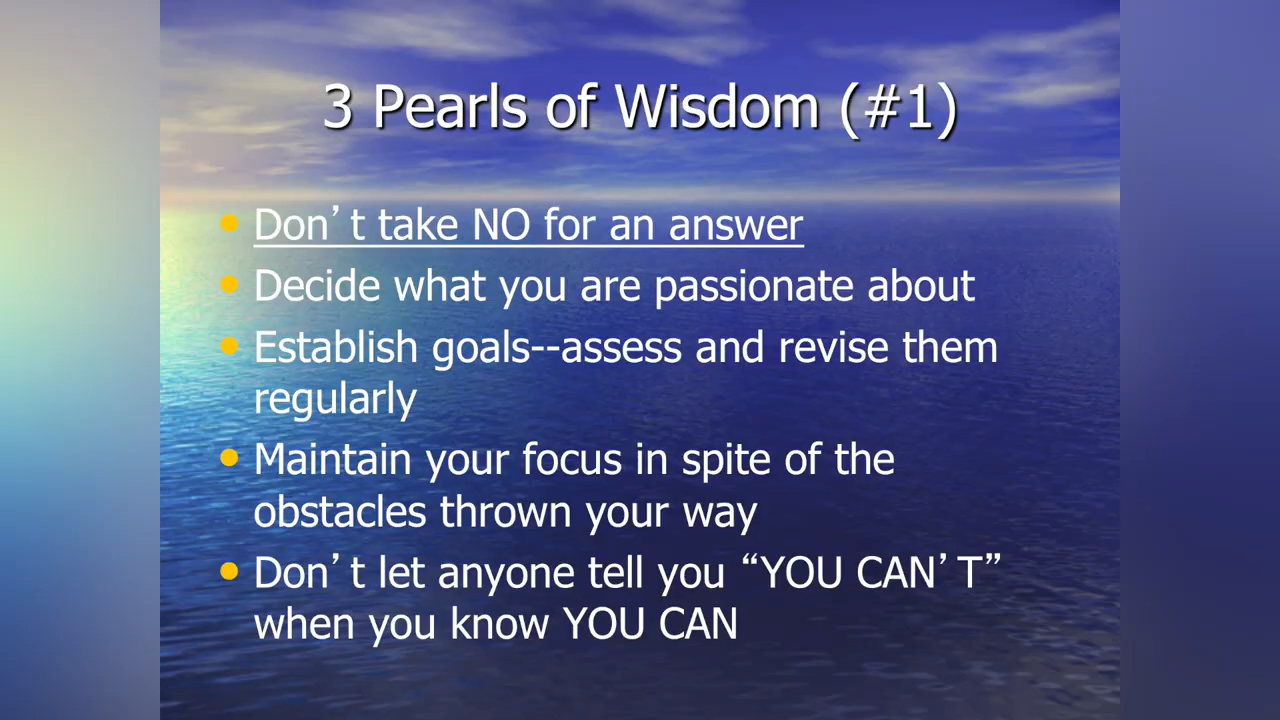 3 Pearls of Wisdom (#1)
• Don’t take NO for an answer
• Decide what you are passionate about
• Establish goals--assess and revise them
regularly
• Maintain your focus in spite of the
obstacles thrown your way
• Don’t let anyone tell you “YOU CAN’T”
when you know YOU CAN